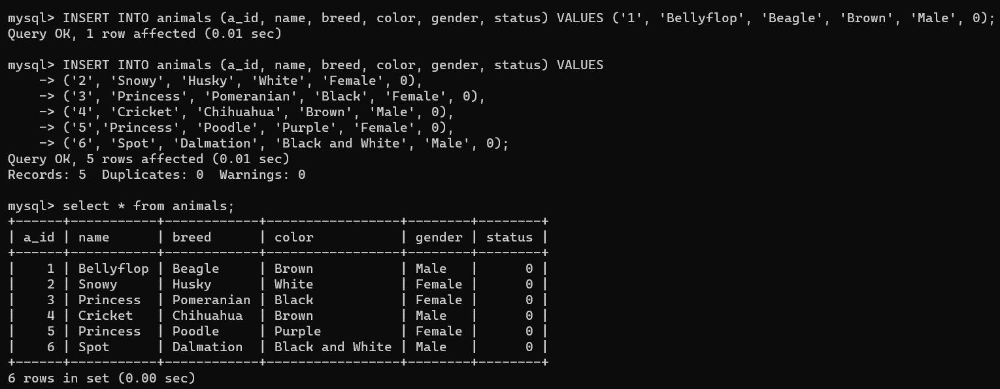 mysql> INSERT INTO animals (a_id, name, breed, color, gender, status) VALUES ('1', 'Bellyflop', 'Beagle', 'Brown', 'Male', 0);
Query OK, 1 row affected (0.01 sec)

mysql> INSERT INTO animals (a_id, name, breed, color, gender, status) VALUES
    -> ('2', 'Snowy', 'Husky', 'White', 'Female', 0),
    -> ('3', 'Princess', 'Pomeranian', 'Black', 'Female', 0),
    -> ('4', 'Cricket', 'Chihuahua', 'Brown', 'Male', 0),
    -> ('5','Princess', 'Poodle', 'Purple', 'Female', 0),
    -> ('6', 'Spot', 'Dalmation', 'Black and White', 'Male', 0);
Query OK, 5 rows affected (0.01 sec)
Records: 5  Duplicates: 0  Warnings: 0

mysql> select * from animals;
+------+-----------+------------+-----------------+--------+--------+
| a_id | name      | breed      | color           | gender | status |
+------+-----------+------------+-----------------+--------+--------+
|    1 | Bellyflop | Beagle     | Brown           | Male   |      0 |
|    2 | Snowy     | Husky      | White           | Female |      0 |
|    3 | Princess  | Pomeranian | Black           | Female |      0 |
|    4 | Cricket   | Chihuahua  | Brown           | Male   |      0 |
|    5 | Princess  | Poodle     | Purple          | Female |      0 |
|    6 | Spot      | Dalmation  | Black and White | Male   |      0 |
+------+-----------+------------+-----------------+--------+--------+
6 rows in set (0.00 sec)